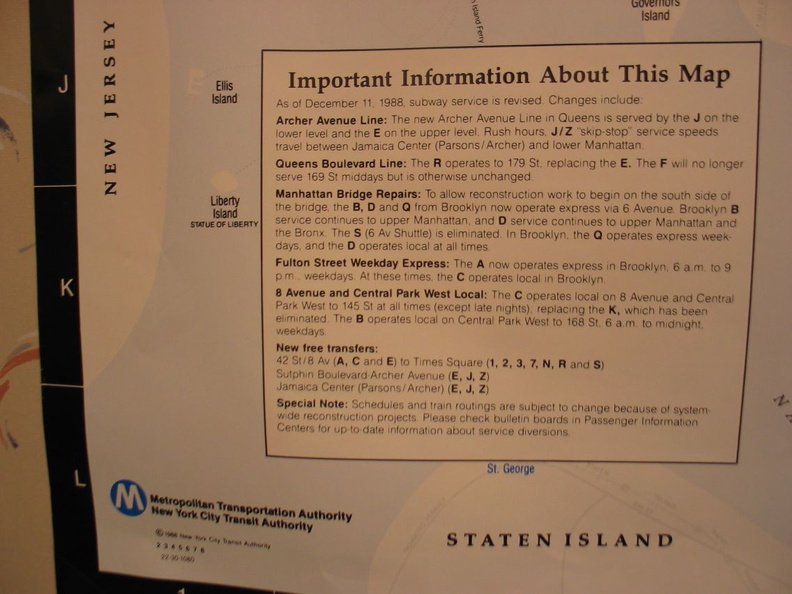 Governors
Island
Island Ferry
NEW JERSEY
J
Ellis
Island
Important Information About This Map
As of December 11, 1988, subway service is revised. Changes include:
Archer Avenue Line: The new Archer Avenue Line in Queens is served by the J on the
lower level and the E on the upper level. Rush hours, J/Z "skip-stop" service speeds
travel between Jamaica Center (Parsons/Archer) and lower Manhattan.
Queens Boulevard Line: The R operates to 179 St, replacing the E. The F will no longer
serve 169 St middays but is otherwise unchanged.
Liberty
Island
STATUE OF LIBERTY
Manhattan Bridge Repairs: To allow reconstruction work to begin on the south side of
the bridge, the B, D and Q from Brooklyn now operate express via 6 Avenue. Brooklyn B
service continues to upper Manhattan, and D service continues to upper Manhattan and
the Bronx. The S (6 Av Shuttle) is eliminated. In Brooklyn, the Q operates express week-
days, and the D operates local at all times.
K
Fulton Street Weekday Express: The A now operates express in Brooklyn, 6 a.m. to 9
p.m., weekdays. At these times, the C operates local in Brooklyn.
8 Avenue and Central Park West Local: The C operates local on 8 Avenue and Central
Park West to 145 St at all times (except late nights), replacing the K, which has been
eliminated. The B operates local on Central Park West to 168 St, 6 a.m. to midnight,
weekdays.
New free transfers:
42 St/8 Av (A, C and E) to Times Square (1, 2, 3, 7, N, R and S)
Sutphin Boulevard-Archer Avenue (E, J, Z)
Jamaica Center (Parsons/Archer) (E, J, Z)
Special Note: Schedules and train routings are subject to change because of system-
wide reconstruction projects. Please check bulletin boards in Passenger Information
Centers for up-to-date information about service diversions.
L
St. George
M
Metropolitan Transportation Authority
New York City Transit Authority
© 1988 New York City Transit Authority
2 3 4 5 6 7 8
STATEN ISLAND